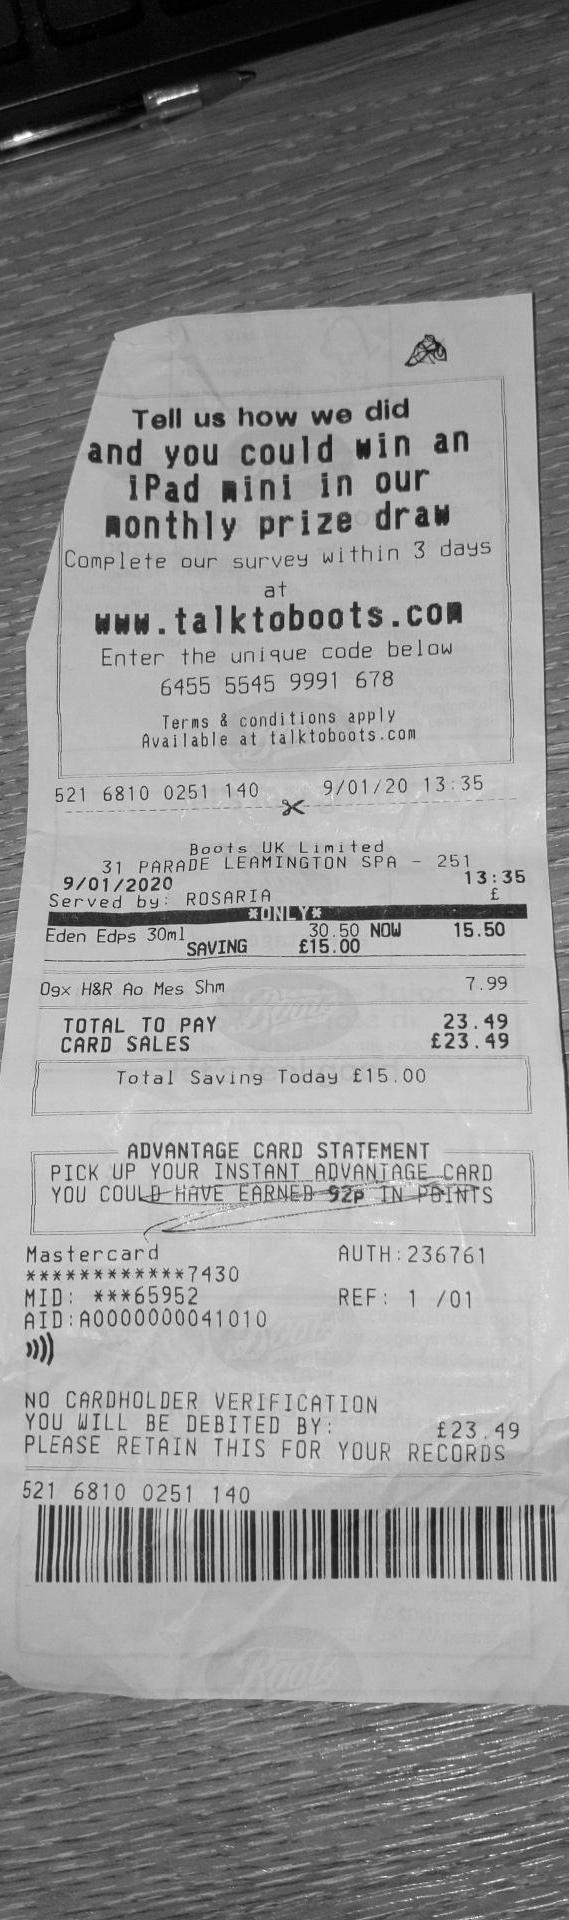 Tell us how we did
and you could win an
iPad mini in our
monthly prize draw
Complete our survey within 3 days
at
www.talktoboots.com
Enter the unique code below
6455 5545 9991 678
Terms & conditions apply
Available at talktoboots.com
521 6810 0251 140 9/01/20 13:35
Boots UK Limited
31 PARADE LEAMINGTON SPA - 251
9/01/2020 13:35
Served by: ROSARIA £
*ONLY*
Eden Edps 30ml 30.50 NOW 15.50
SAVING £15.00
Ogx H&R Ao Mes Shm 7.99
TOTAL TO PAY 23.49
CARD SALES £23.49
Total Saving Today £15.00
ADVANTAGE CARD STATEMENT
PICK UP YOUR INSTANT ADVANTAGE CARD
YOU COULD HAVE EARNED 92p IN POINTS
Mastercard AUTH:236761
************7430
MID: ***65952 REF: 1 /01
AID:A0000000041010
NO CARDHOLDER VERIFICATION
YOU WILL BE DEBITED BY: £23.49
PLEASE RETAIN THIS FOR YOUR RECORDS
521 6810 0251 140
Boots